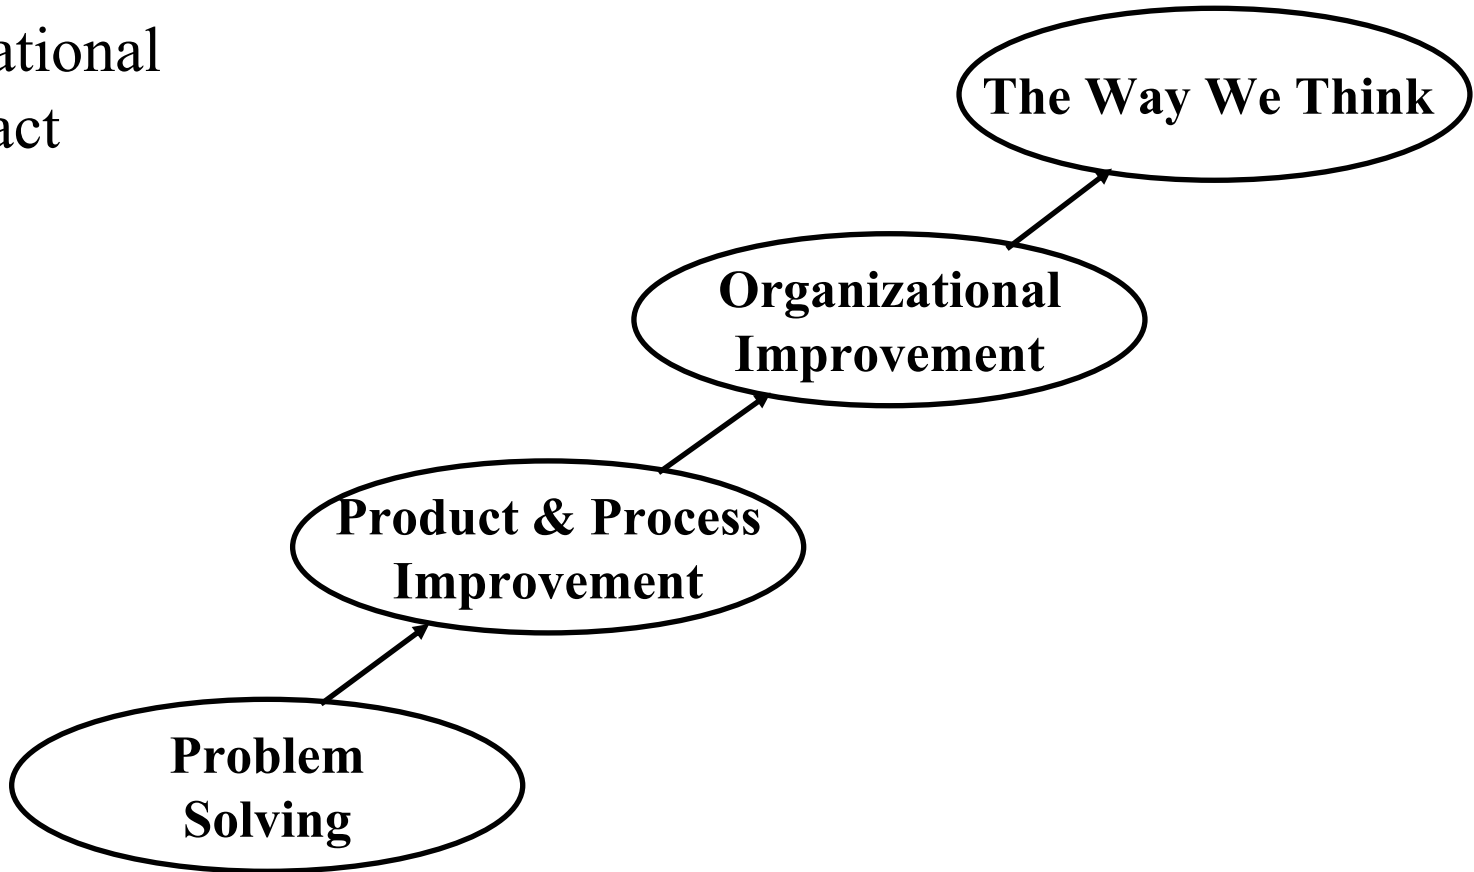 ational
act
The Way We Think
Organizational
Improvement
Product & Process
Improvement
Problem
Solving